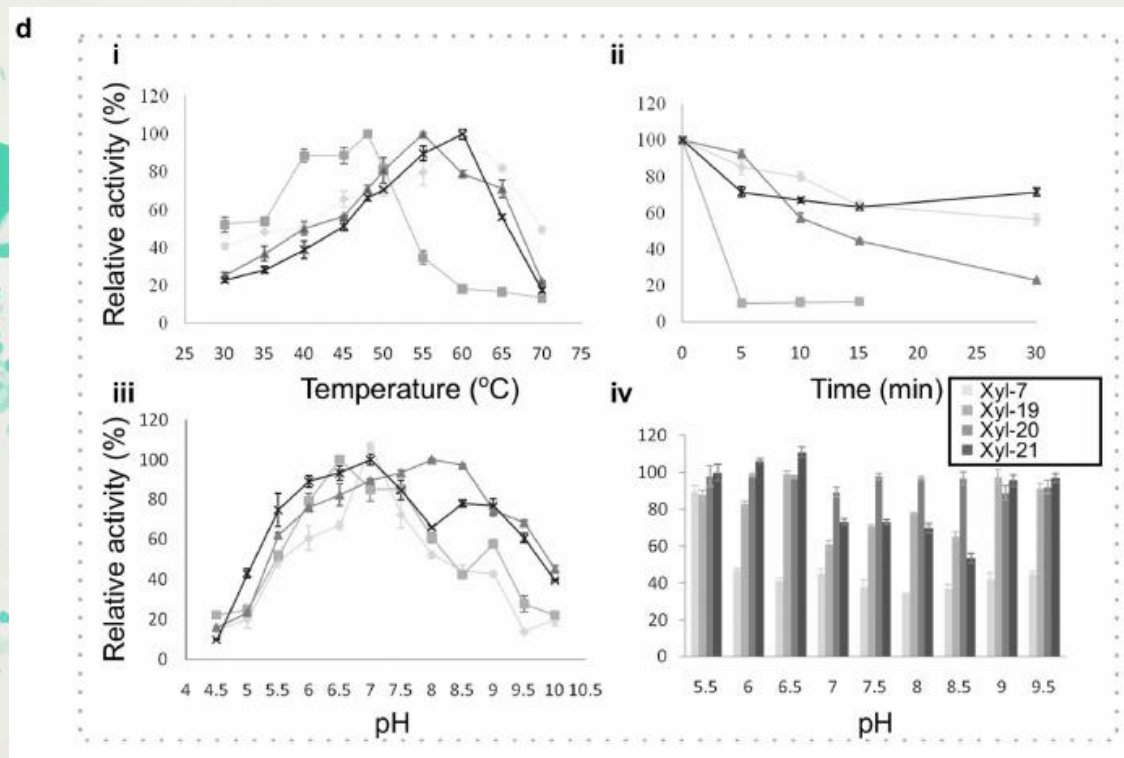 d
i
Relative activity (%)
120
100
80
60
40
20
0
25 30 35 40 45 50 55 60 65 70 75
Temperature (°C)
ii
120
100
80
60
40
20
0
0 5 10 15 20 25 30
Time (min)
iii
Relative activity (%)
120
100
80
60
40
20
0
4 4.5 5 5.5 6 6.5 7 7.5 8 8.5 9 9.5 10 10.5
pH
iv
Xyl-7
Xyl-19
Xyl-20
Xyl-21
120
100
80
60
40
20
0
5.5 6 6.5 7 7.5 8 8.5 9 9.5
pH